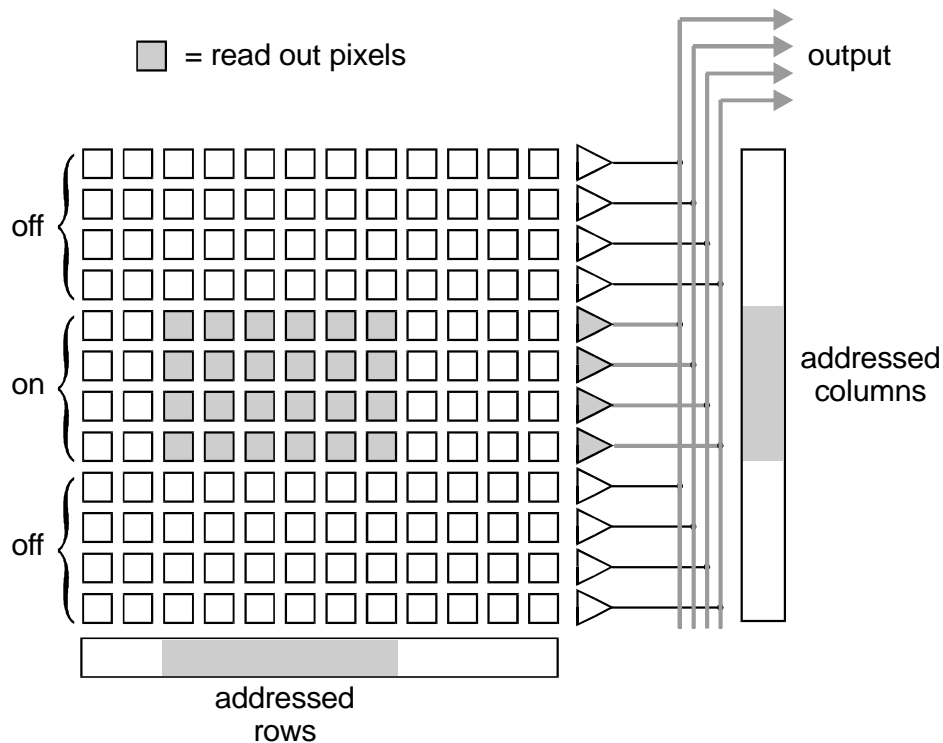 = read out pixels
output
off
on
off
addressed
columns
addressed
rows